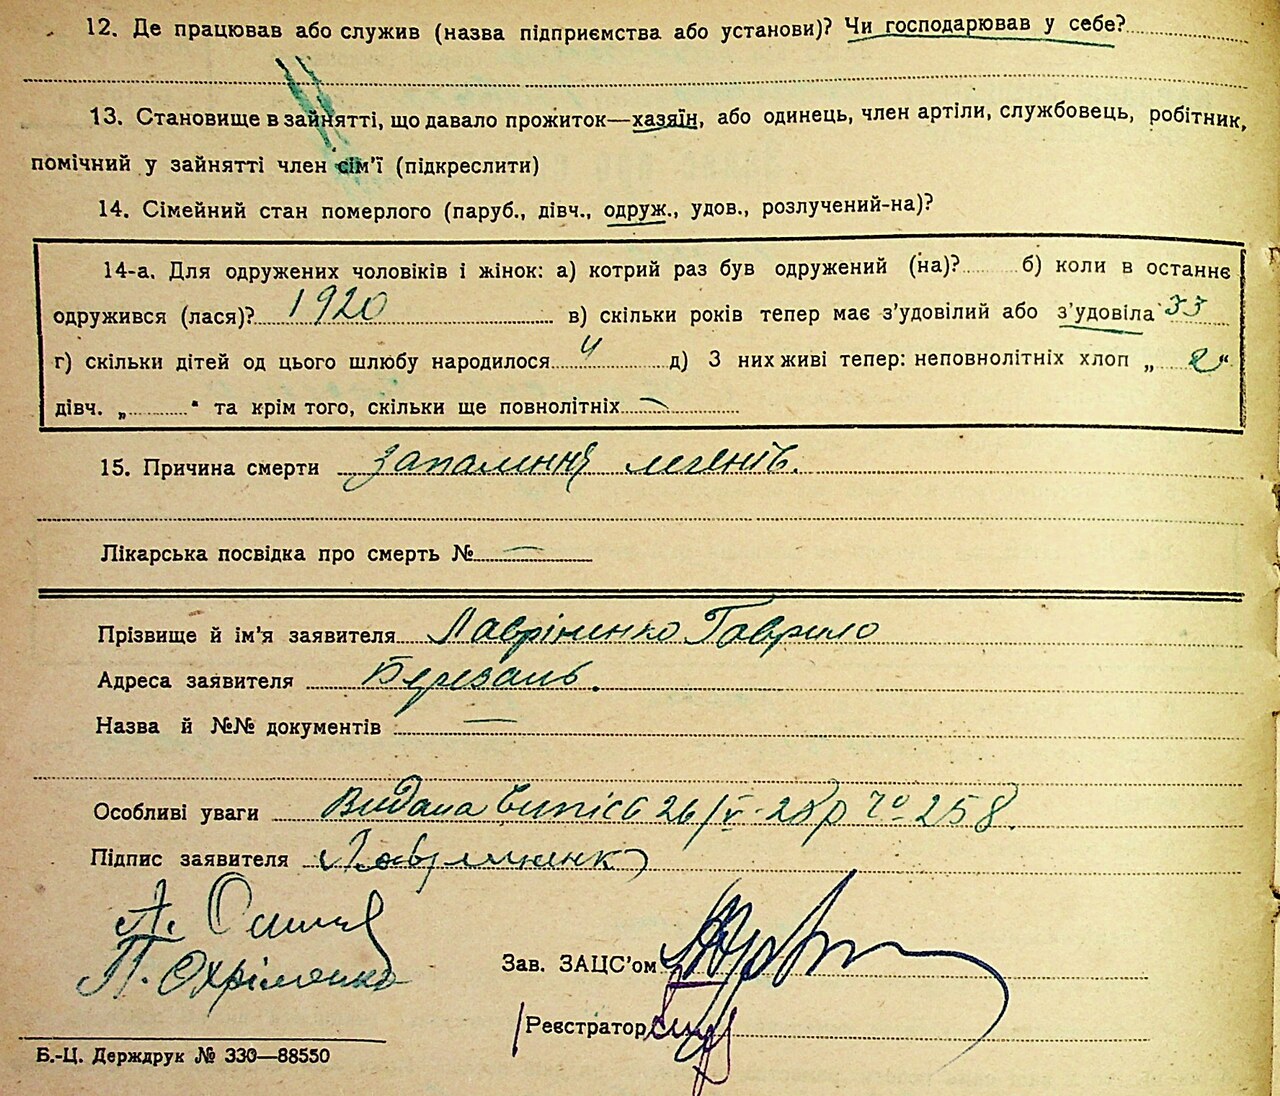 12. Де працював або служив (назва підприємства або установи)? Чи господарював у себе?
13. Становище в зайнятті, що давало прожиток—хазяїн, або одинець, член артіли, службовець, робітник,
помічний у зайнятті член сім'ї (підкреслити)
14. Сімейний стан померлого (паруб., дівч., одруж., удов., розлучений-на)?
14-а. Для одружених чоловіків і жінок: а) котрий раз був одружений (на)? б) коли в останнє
одружився (лася)? 1920 в) скільки років тепер має з'удовілий або з'удовіла 33
г) скільки дітей од цього шлюбу народилося 4 д) З них живі тепер: неповнолітніх хлоп „ 2 “
дівч. „ “ та крім того, скільки ще повнолітніх —
15. Причина смерти запалення легенів.
Лікарська посвідка про смерть № —
Прізвище й ім'я заявителя Лавріненко Гаврило
Адреса заявителя Березань.
Назва й №№ документів —
Особливі уваги Видана випісь 26/V-28р № 258.
Підпис заявителя
А.
П. Охріменко
Зав. ЗАЦС'ом
Реєстратор
Б.-Ц. Держдрук № 330—88550